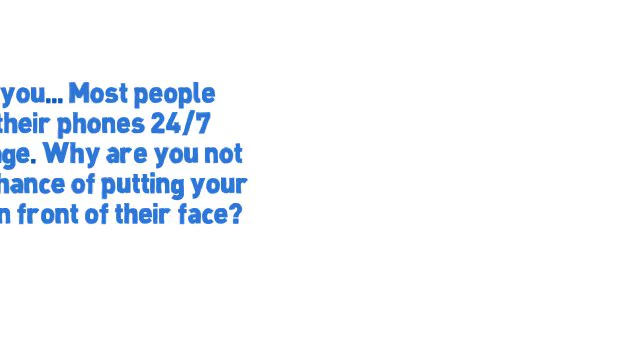 you... Most people
their phones 24/7
ge. Why are you not
hance of putting your
n front of their face?